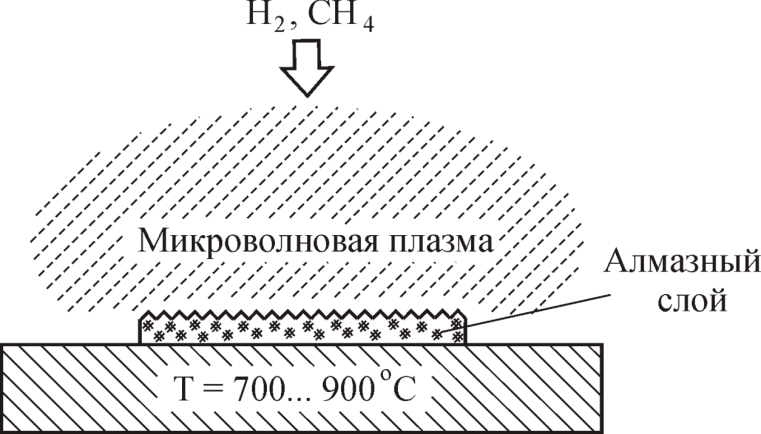 H₂, CH₄
Микроволновая плазма
Алмазный
слой
T = 700... 900°C